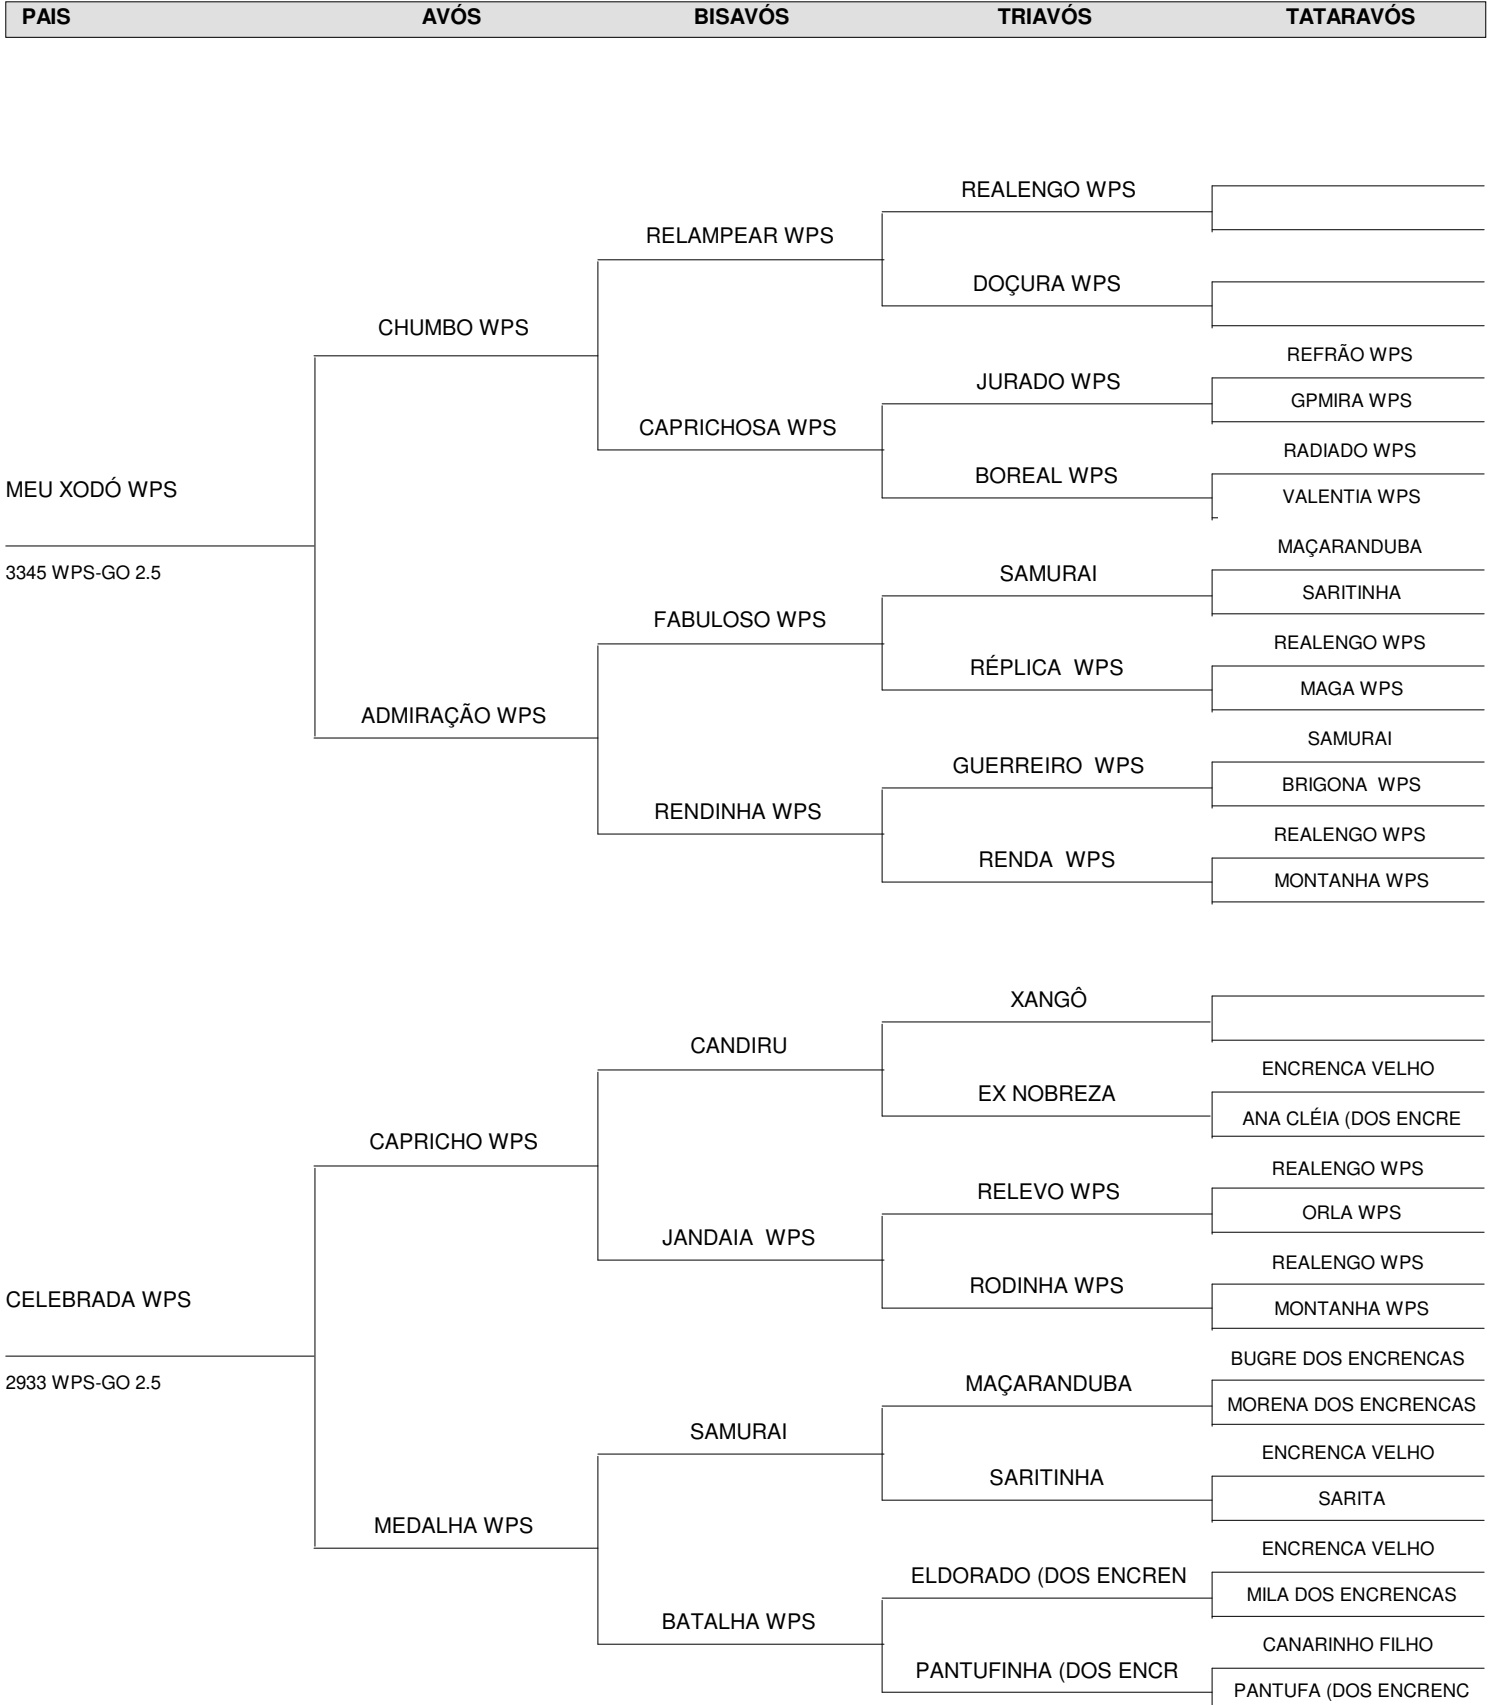 PAIS AVÓS BISAVÓS TRIAVÓS TATARAVÓS
REALENGO WPS
RELAMPEAR WPS
DOÇURA WPS
CHUMBO WPS
REFRÃO WPS
JURADO WPS
GPMIRA WPS
CAPRICHOSA WPS
RADIADO WPS
BOREAL WPS
VALENTIA WPS
MEU XODÓ WPS
3345 WPS-GO 2.5
MAÇARANDUBA
SAMURAI
SARITINHA
FABULOSO WPS
REALENGO WPS
RÉPLICA  WPS
MAGA WPS
ADMIRAÇÃO WPS
SAMURAI
GUERREIRO  WPS
BRIGONA  WPS
RENDINHA WPS
REALENGO WPS
RENDA  WPS
MONTANHA WPS
XANGÔ
CANDIRU
ENCRENCA VELHO
EX NOBREZA
ANA CLÉIA (DOS ENCRE
CAPRICHO WPS
REALENGO WPS
RELEVO WPS
ORLA WPS
JANDAIA  WPS
REALENGO WPS
RODINHA WPS
MONTANHA WPS
CELEBRADA WPS
2933 WPS-GO 2.5
BUGRE DOS ENCRENCAS
MAÇARANDUBA
MORENA DOS ENCRENCAS
SAMURAI
ENCRENCA VELHO
SARITINHA
SARITA
MEDALHA WPS
ENCRENCA VELHO
ELDORADO (DOS ENCREN
MILA DOS ENCRENCAS
BATALHA WPS
CANARINHO FILHO
PANTUFINHA (DOS ENCR
PANTUFA (DOS ENCRENC